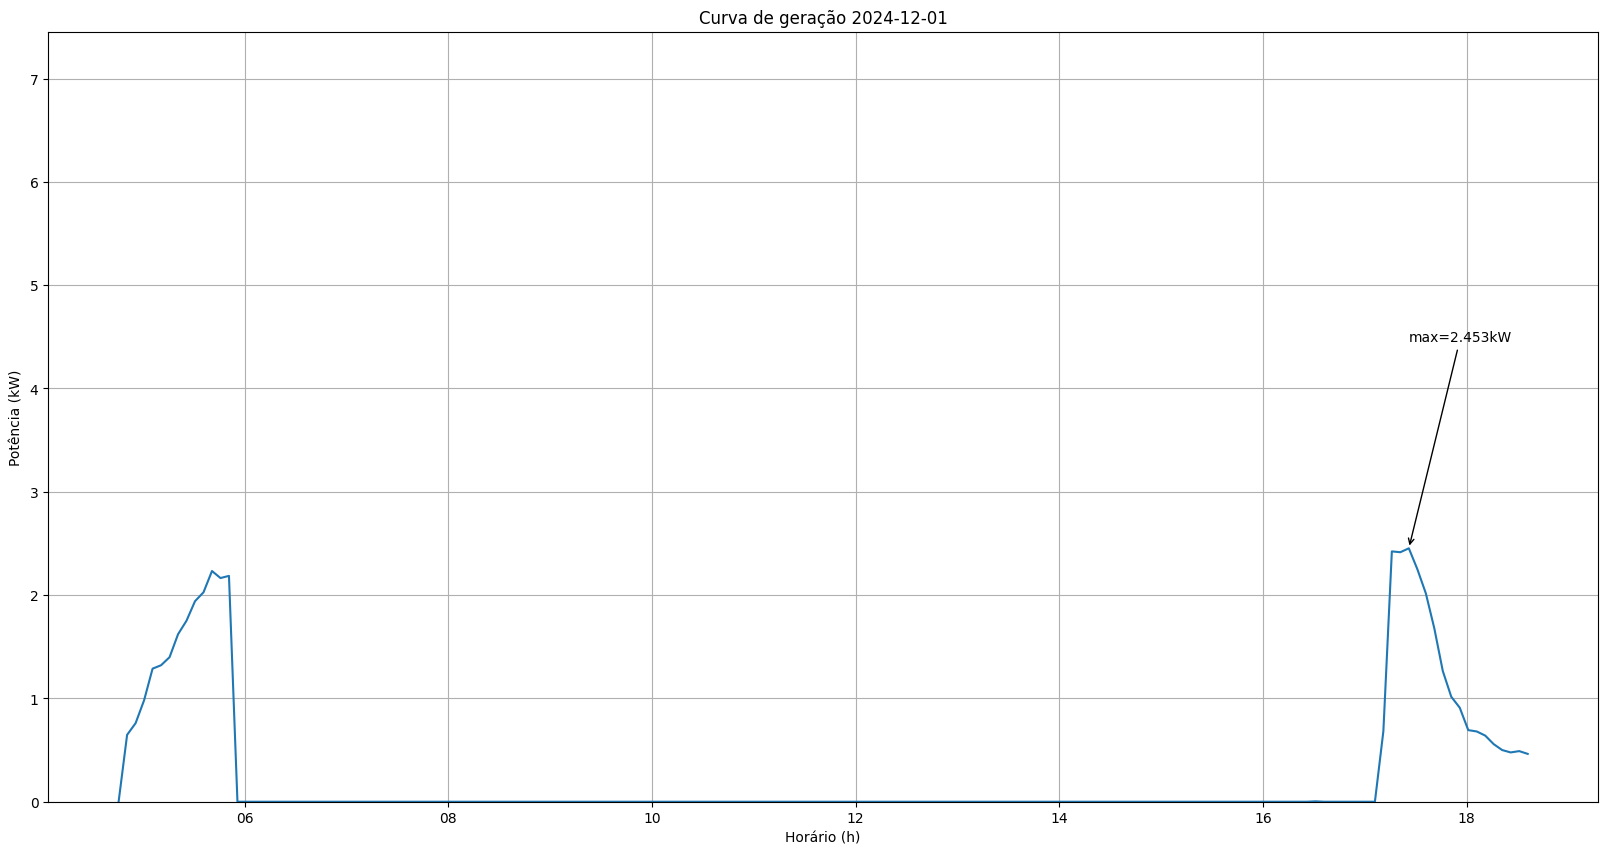 Curva de geração 2024-12-01
7
6
5
4
3
2
1
0
Potência (kW)
max=2.453kW
06 08 10 12 14 16 18
Horário (h)